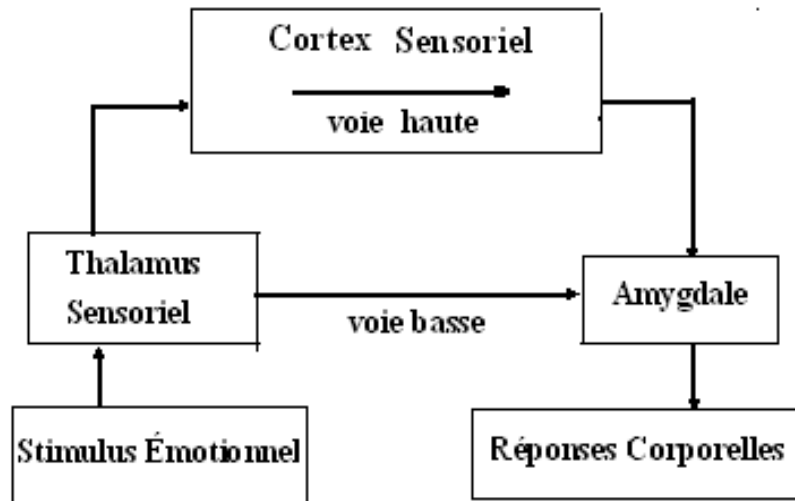 Cortex Sensoriel
voie haute
Thalamus
Sensoriel
voie basse
Amygdale
Stimulus Émotionnel
Réponses Corporelles